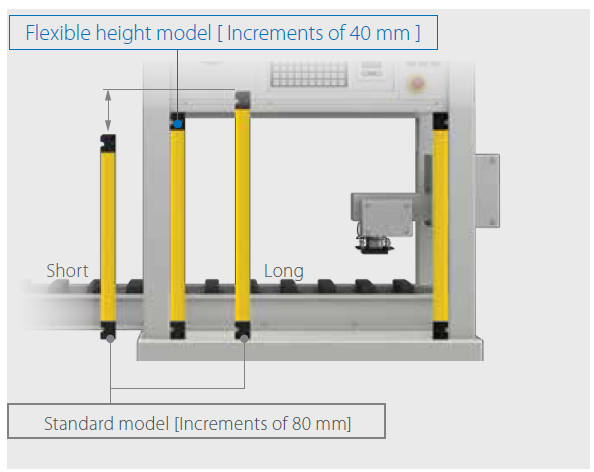 Flexible height model [ Increments of 40 mm ]
Short
Long
Standard model [Increments of 80 mm]